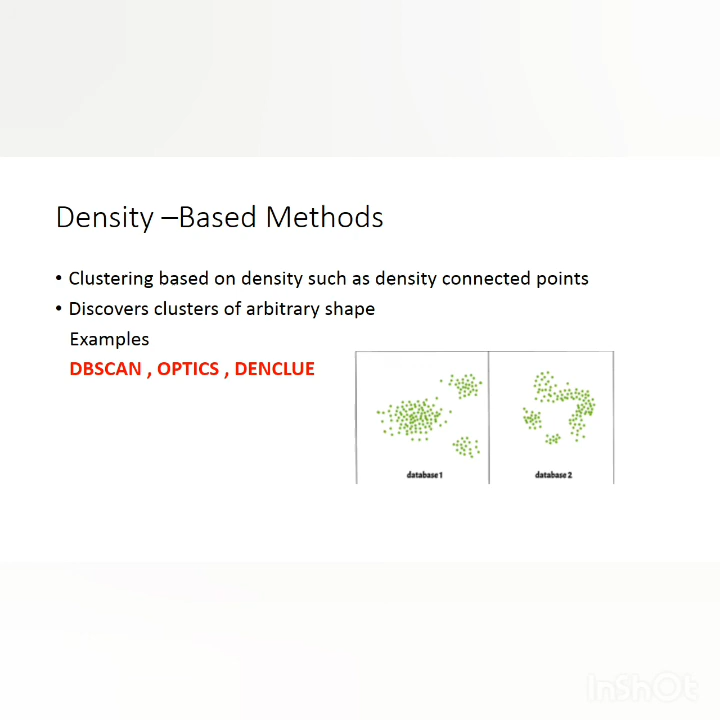 Density –Based Methods
• Clustering based on density such as density connected points
• Discovers clusters of arbitrary shape
Examples
DBSCAN , OPTICS , DENCLUE
database 1
database 2
InShOt